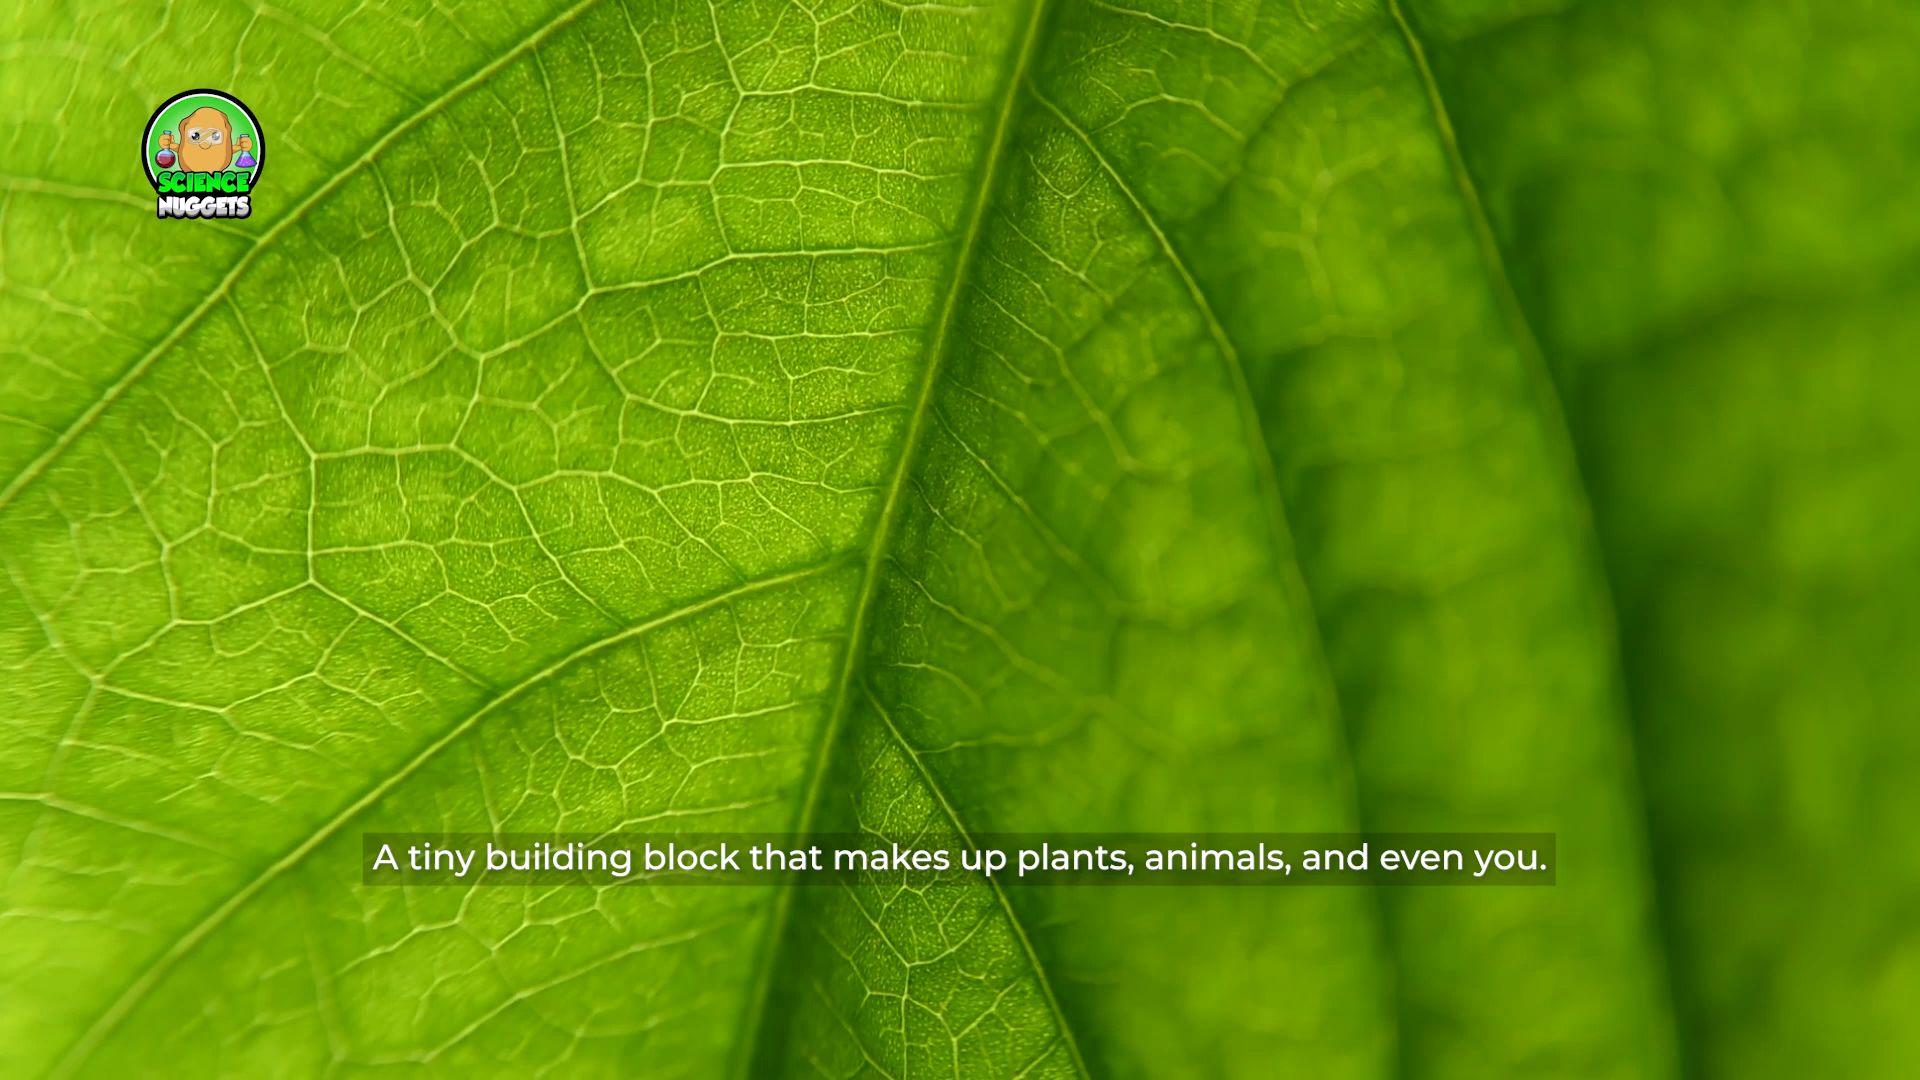 SCIENCE
NUGGETS
A tiny building block that makes up plants, animals, and even you.